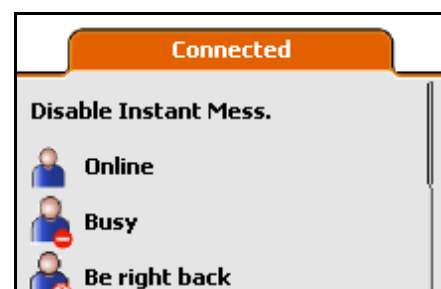 Connected
Disable Instant Mess.
Online
Busy
Be right back